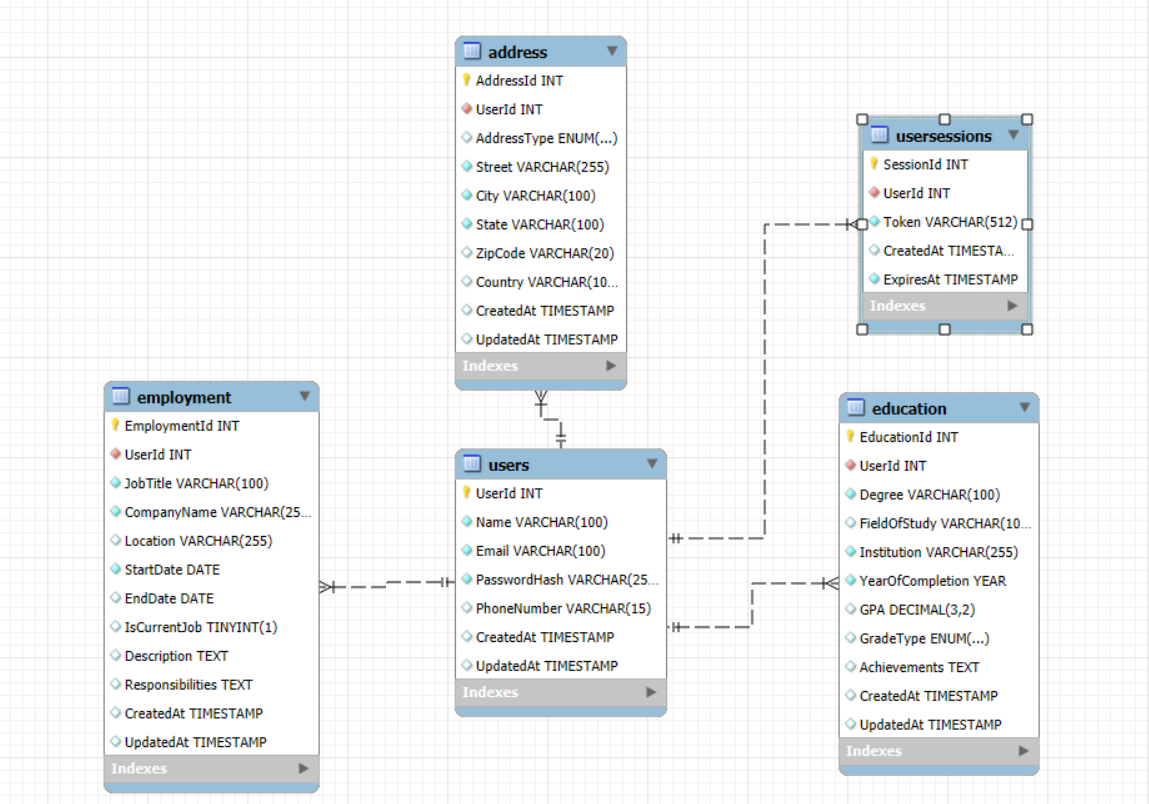 address
AddressId INT
UserId INT
AddressType ENUM(...)
Street VARCHAR(255)
City VARCHAR(100)
State VARCHAR(100)
ZipCode VARCHAR(20)
Country VARCHAR(10...
CreatedAt TIMESTAMP
UpdatedAt TIMESTAMP
Indexes
usersessions
SessionId INT
UserId INT
Token VARCHAR(512)
CreatedAt TIMESTA...
ExpiresAt TIMESTAMP
Indexes
employment
EmploymentId INT
UserId INT
JobTitle VARCHAR(100)
CompanyName VARCHAR(25...
Location VARCHAR(255)
StartDate DATE
EndDate DATE
IsCurrentJob TINYINT(1)
Description TEXT
Responsibilities TEXT
CreatedAt TIMESTAMP
UpdatedAt TIMESTAMP
Indexes
users
UserId INT
Name VARCHAR(100)
Email VARCHAR(100)
PasswordHash VARCHAR(25...
PhoneNumber VARCHAR(15)
CreatedAt TIMESTAMP
UpdatedAt TIMESTAMP
Indexes
education
EducationId INT
UserId INT
Degree VARCHAR(100)
FieldOfStudy VARCHAR(10...
Institution VARCHAR(255)
YearOfCompletion YEAR
GPA DECIMAL(3,2)
GradeType ENUM(...)
Achievements TEXT
CreatedAt TIMESTAMP
UpdatedAt TIMESTAMP
Indexes